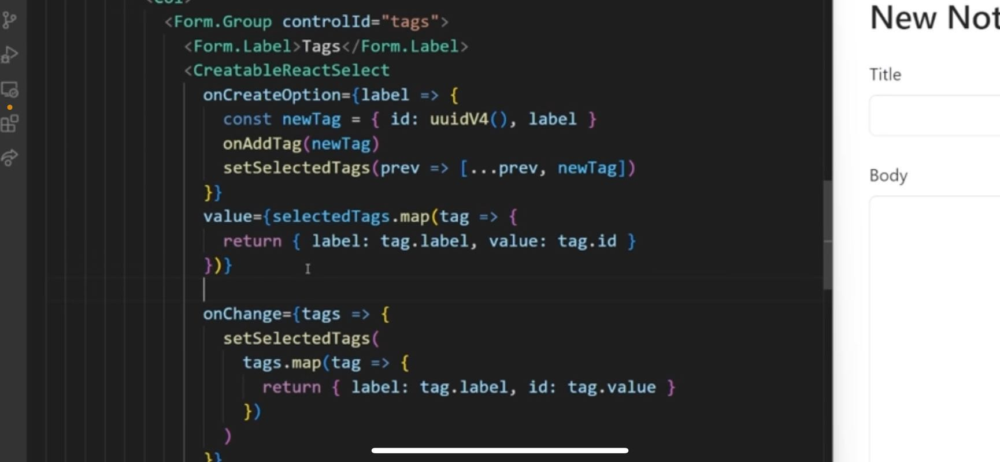 <Col>
<Form.Group controlId="tags">
<Form.Label>Tags</Form.Label>
<CreatableReactSelect
onCreateOption={label => {
const newTag = { id: uuidV4(), label }
onAddTag(newTag)
setSelectedTags(prev => [...prev, newTag])
}}
value={selectedTags.map(tag => {
return { label: tag.label, value: tag.id }
})}
onChange={tags => {
setSelectedTags(
tags.map(tag => {
return { label: tag.label, id: tag.value }
})
)
}}
New Not
Title
Body